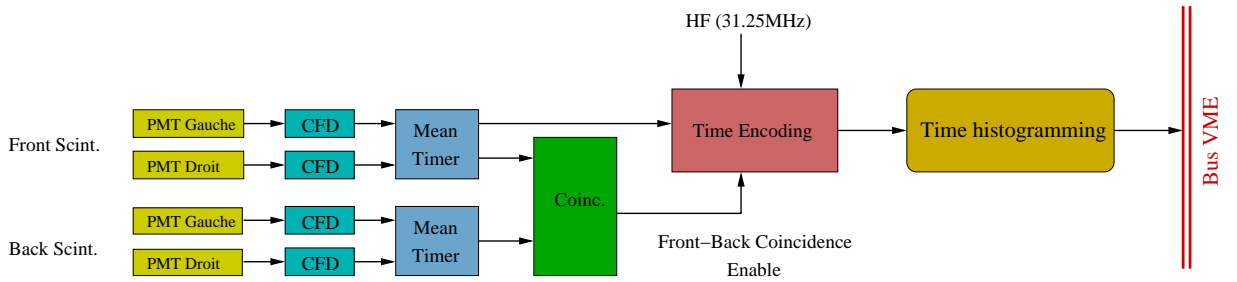 HF (31.25MHz)
Front Scint.
PMT Gauche
CFD
Mean
Timer
PMT Droit
CFD
Time Encoding
Time histogramming
Bus VME
Coinc.
Back Scint.
PMT Gauche
CFD
Mean
Timer
PMT Droit
CFD
Front−Back Coincidence
Enable